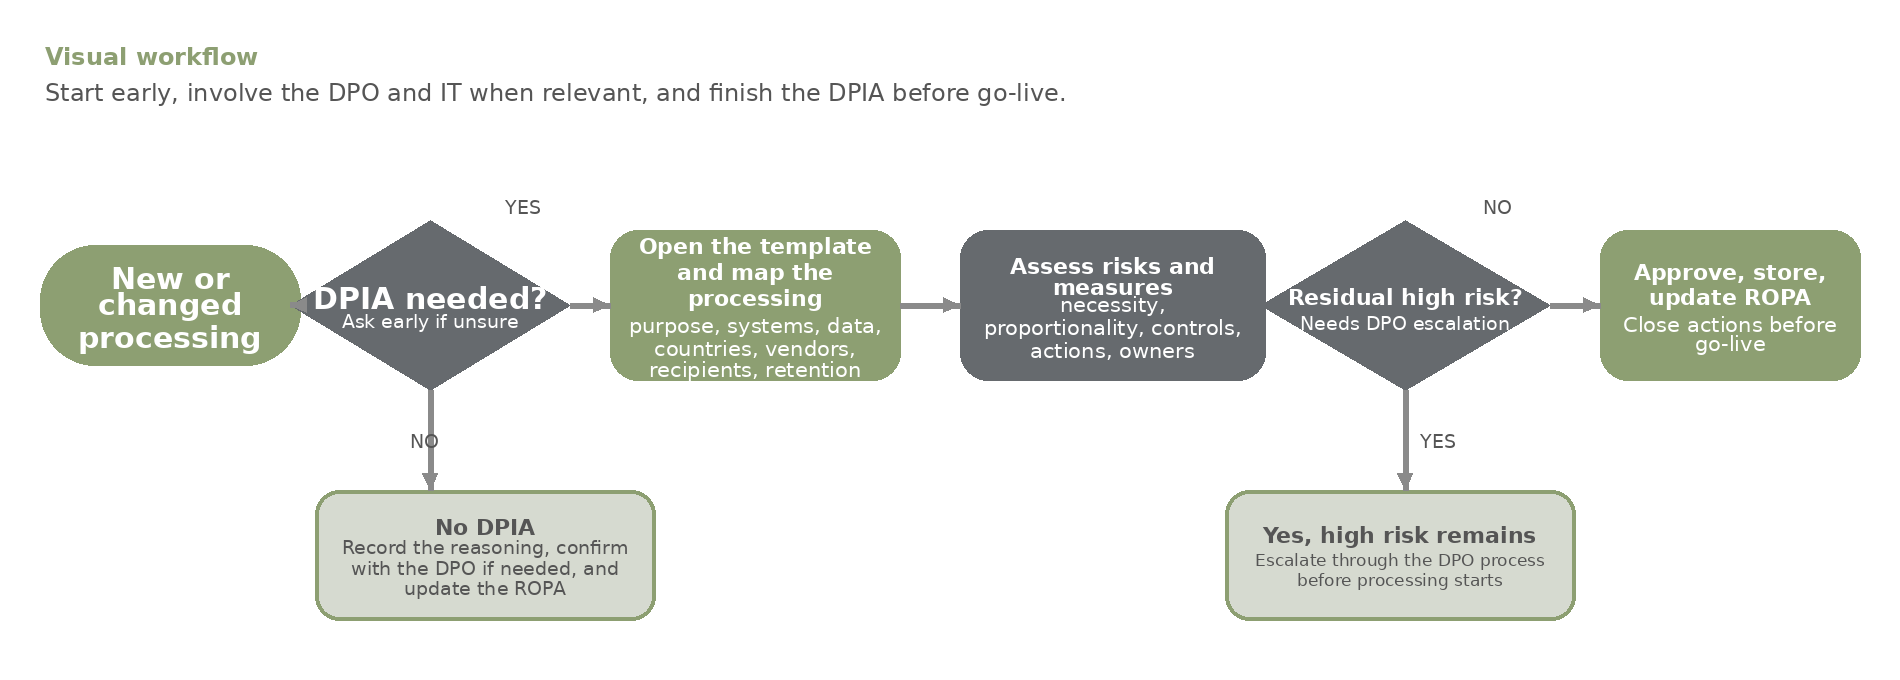 Visual workflow
Start early, involve the DPO and IT when relevant, and finish the DPIA before go-live.
New or
changed
processing
DPIA needed?
Ask early if unsure
YES
NO
No DPIA
Record the reasoning, confirm
with the DPO if needed, and
update the ROPA
Open the template
and map the
processing
purpose, systems, data,
countries, vendors,
recipients, retention
Assess risks and
measures
necessity,
proportionality, controls,
actions, owners
Residual high risk?
Needs DPO escalation
NO
YES
Yes, high risk remains
Escalate through the DPO process
before processing starts
Approve, store,
update ROPA
Close actions before
go-live